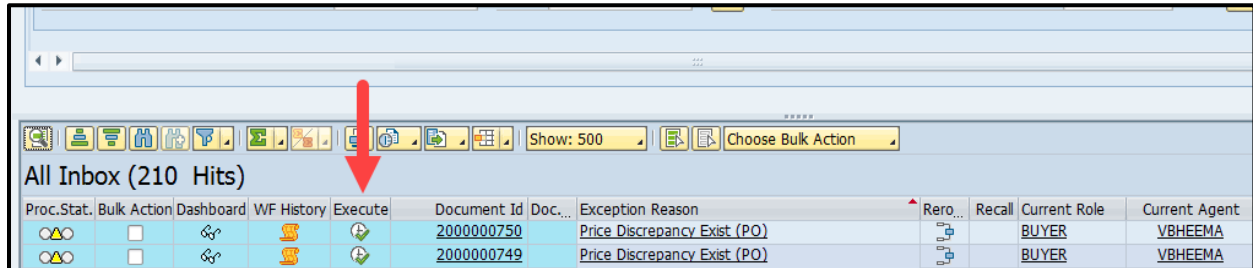 Show: 500 Choose Bulk Action
All Inbox (210 Hits)
Proc.Stat. Bulk Action Dashboard WF History Execute Document Id Doc... Exception Reason Rero... Recall Current Role Current Agent
2000000750 Price Discrepancy Exist (PO) BUYER VBHEEMA
2000000749 Price Discrepancy Exist (PO) BUYER VBHEEMA